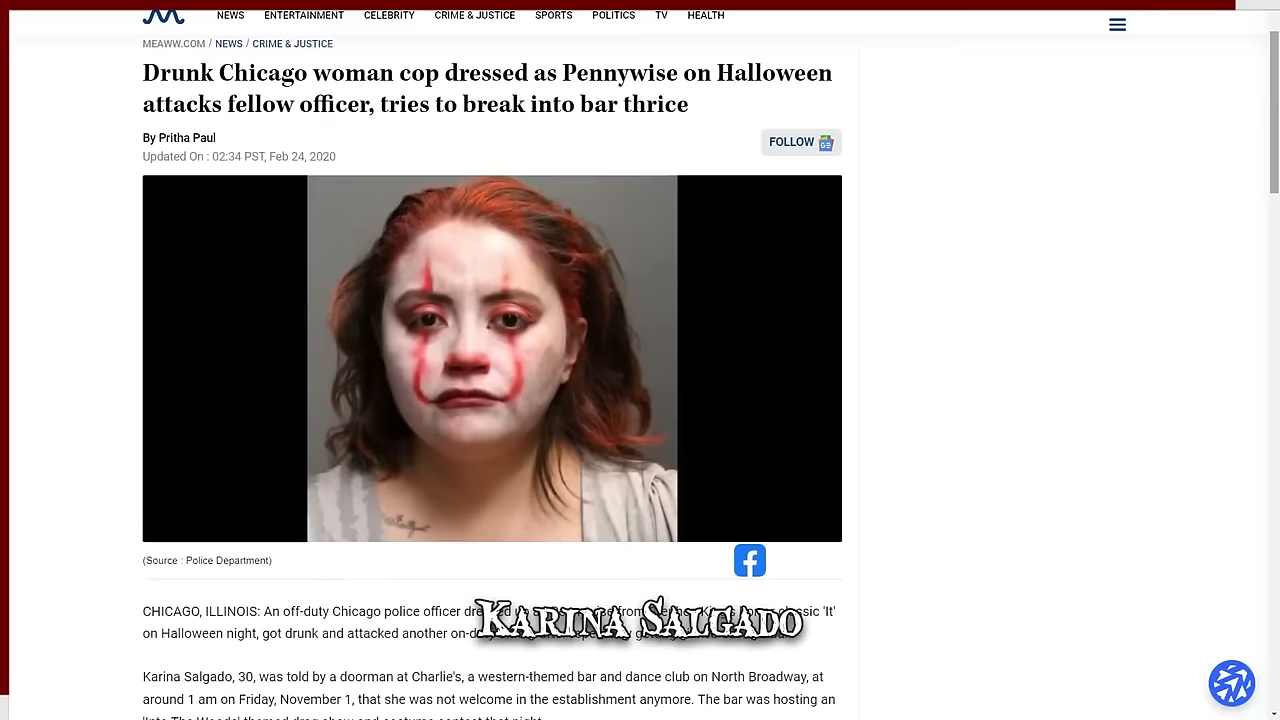 NEWS ENTERTAINMENT CELEBRITY CRIME & JUSTICE SPORTS POLITICS TV HEALTH
MEAWW.COM / NEWS / CRIME & JUSTICE
Drunk Chicago woman cop dressed as Pennywise on Halloween
attacks fellow officer, tries to break into bar thrice
By Pritha Paul
Updated On : 02:34 PST, Feb 24, 2020
FOLLOW
(Source : Police Department)
CHICAGO, ILLINOIS: An off-duty Chicago police officer 'It'
on Halloween night, got drunk and attacked another
Karina Salgado
Karina Salgado, 30, was told by a doorman at Charlie's, a western-themed bar and dance club on North Broadway, at
around 1 am on Friday, November 1, that she was not welcome in the establishment anymore. The bar was hosting an